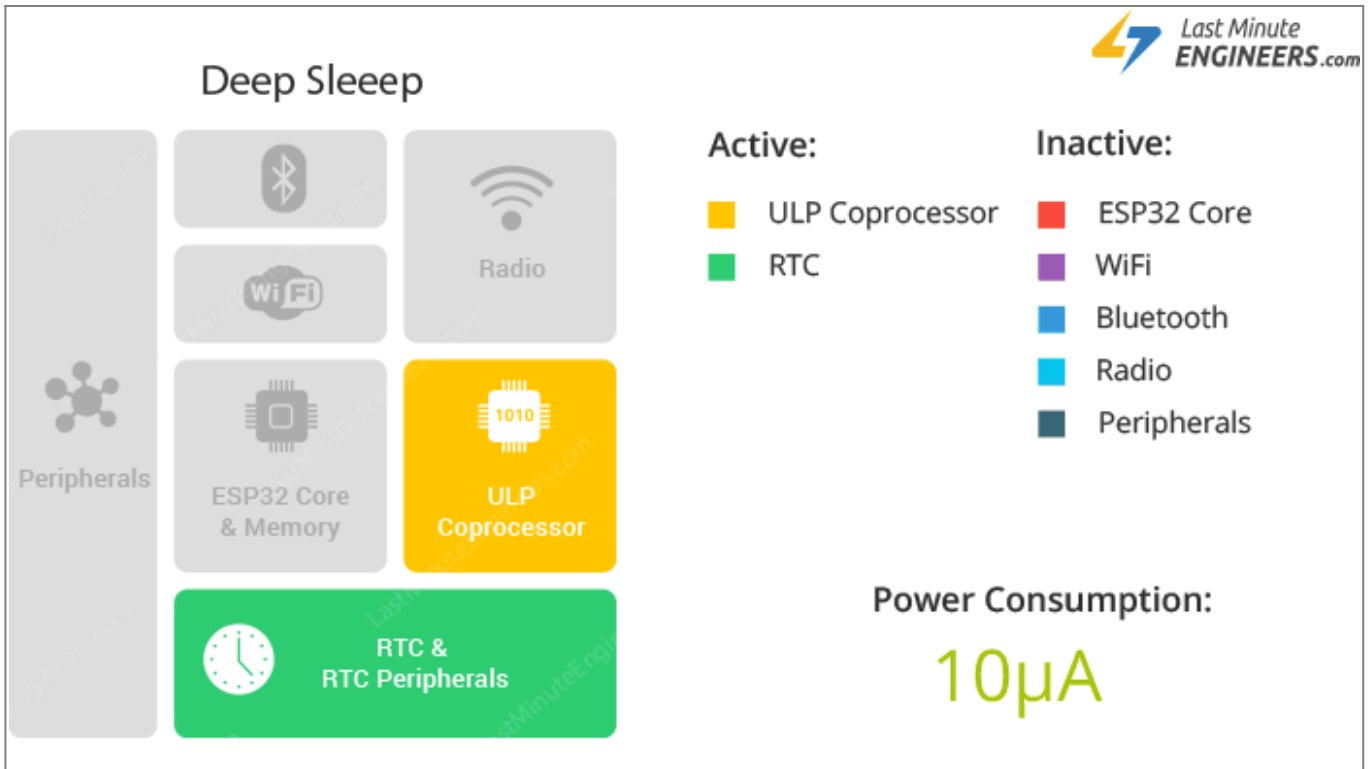 Last Minute
ENGINEERS.com
Deep Sleeep
Active:
ULP Coprocessor
RTC
Inactive:
ESP32 Core
WiFi
Bluetooth
Radio
Peripherals
WiFi
Radio
Peripherals
ESP32 Core
& Memory
1010
ULP
Coprocessor
RTC &
RTC Peripherals
Power Consumption:
10µA